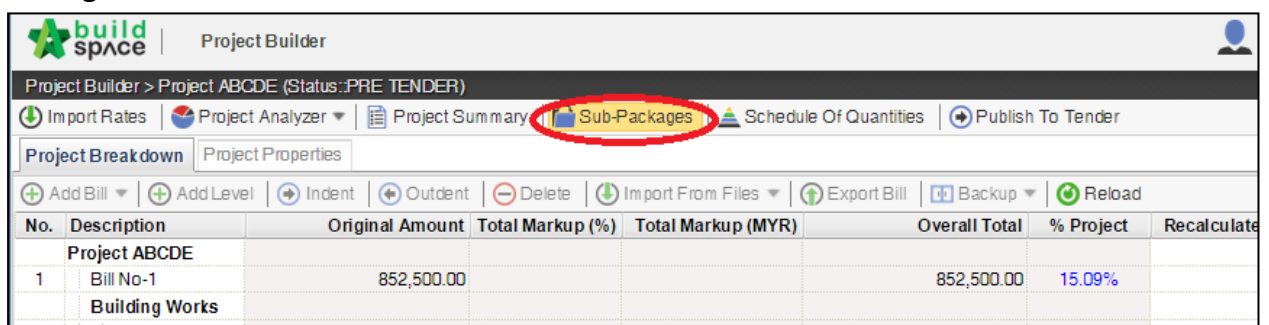 build space Project Builder
Project Builder > Project ABCDE (Status::PRE TENDER)
Import Rates Project Analyzer Project Summary Sub-Packages Schedule Of Quantities Publish To Tender
Project Breakdown Project Properties
Add Bill Add Level Indent Outdent Delete Import From Files Export Bill Backup Reload
No. Description Original Amount Total Markup (%) Total Markup (MYR) Overall Total % Project Recalculate
Project ABCDE
1 Bill No-1 852,500.00 852,500.00 15.09%
Building Works